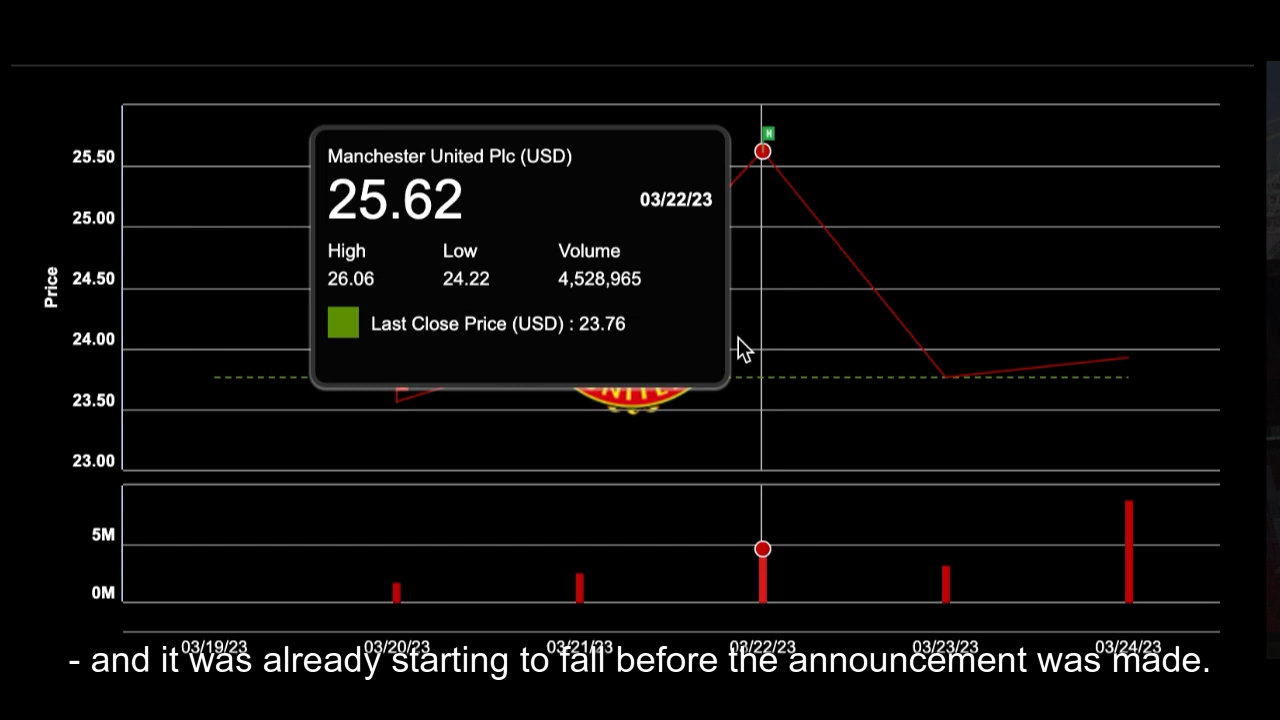 25.50
25.00
24.50
24.00
23.50
23.00
Price
Manchester United Plc (USD)
25.62 03/22/23
High Low Volume
26.06 24.22 4,528,965
Last Close Price (USD) : 23.76
H
UNITED
5M
0M
03/19/23 03/20/23 03/21/23 03/22/23 03/23/23 03/24/23
- and it was already starting to fall before the announcement was made.